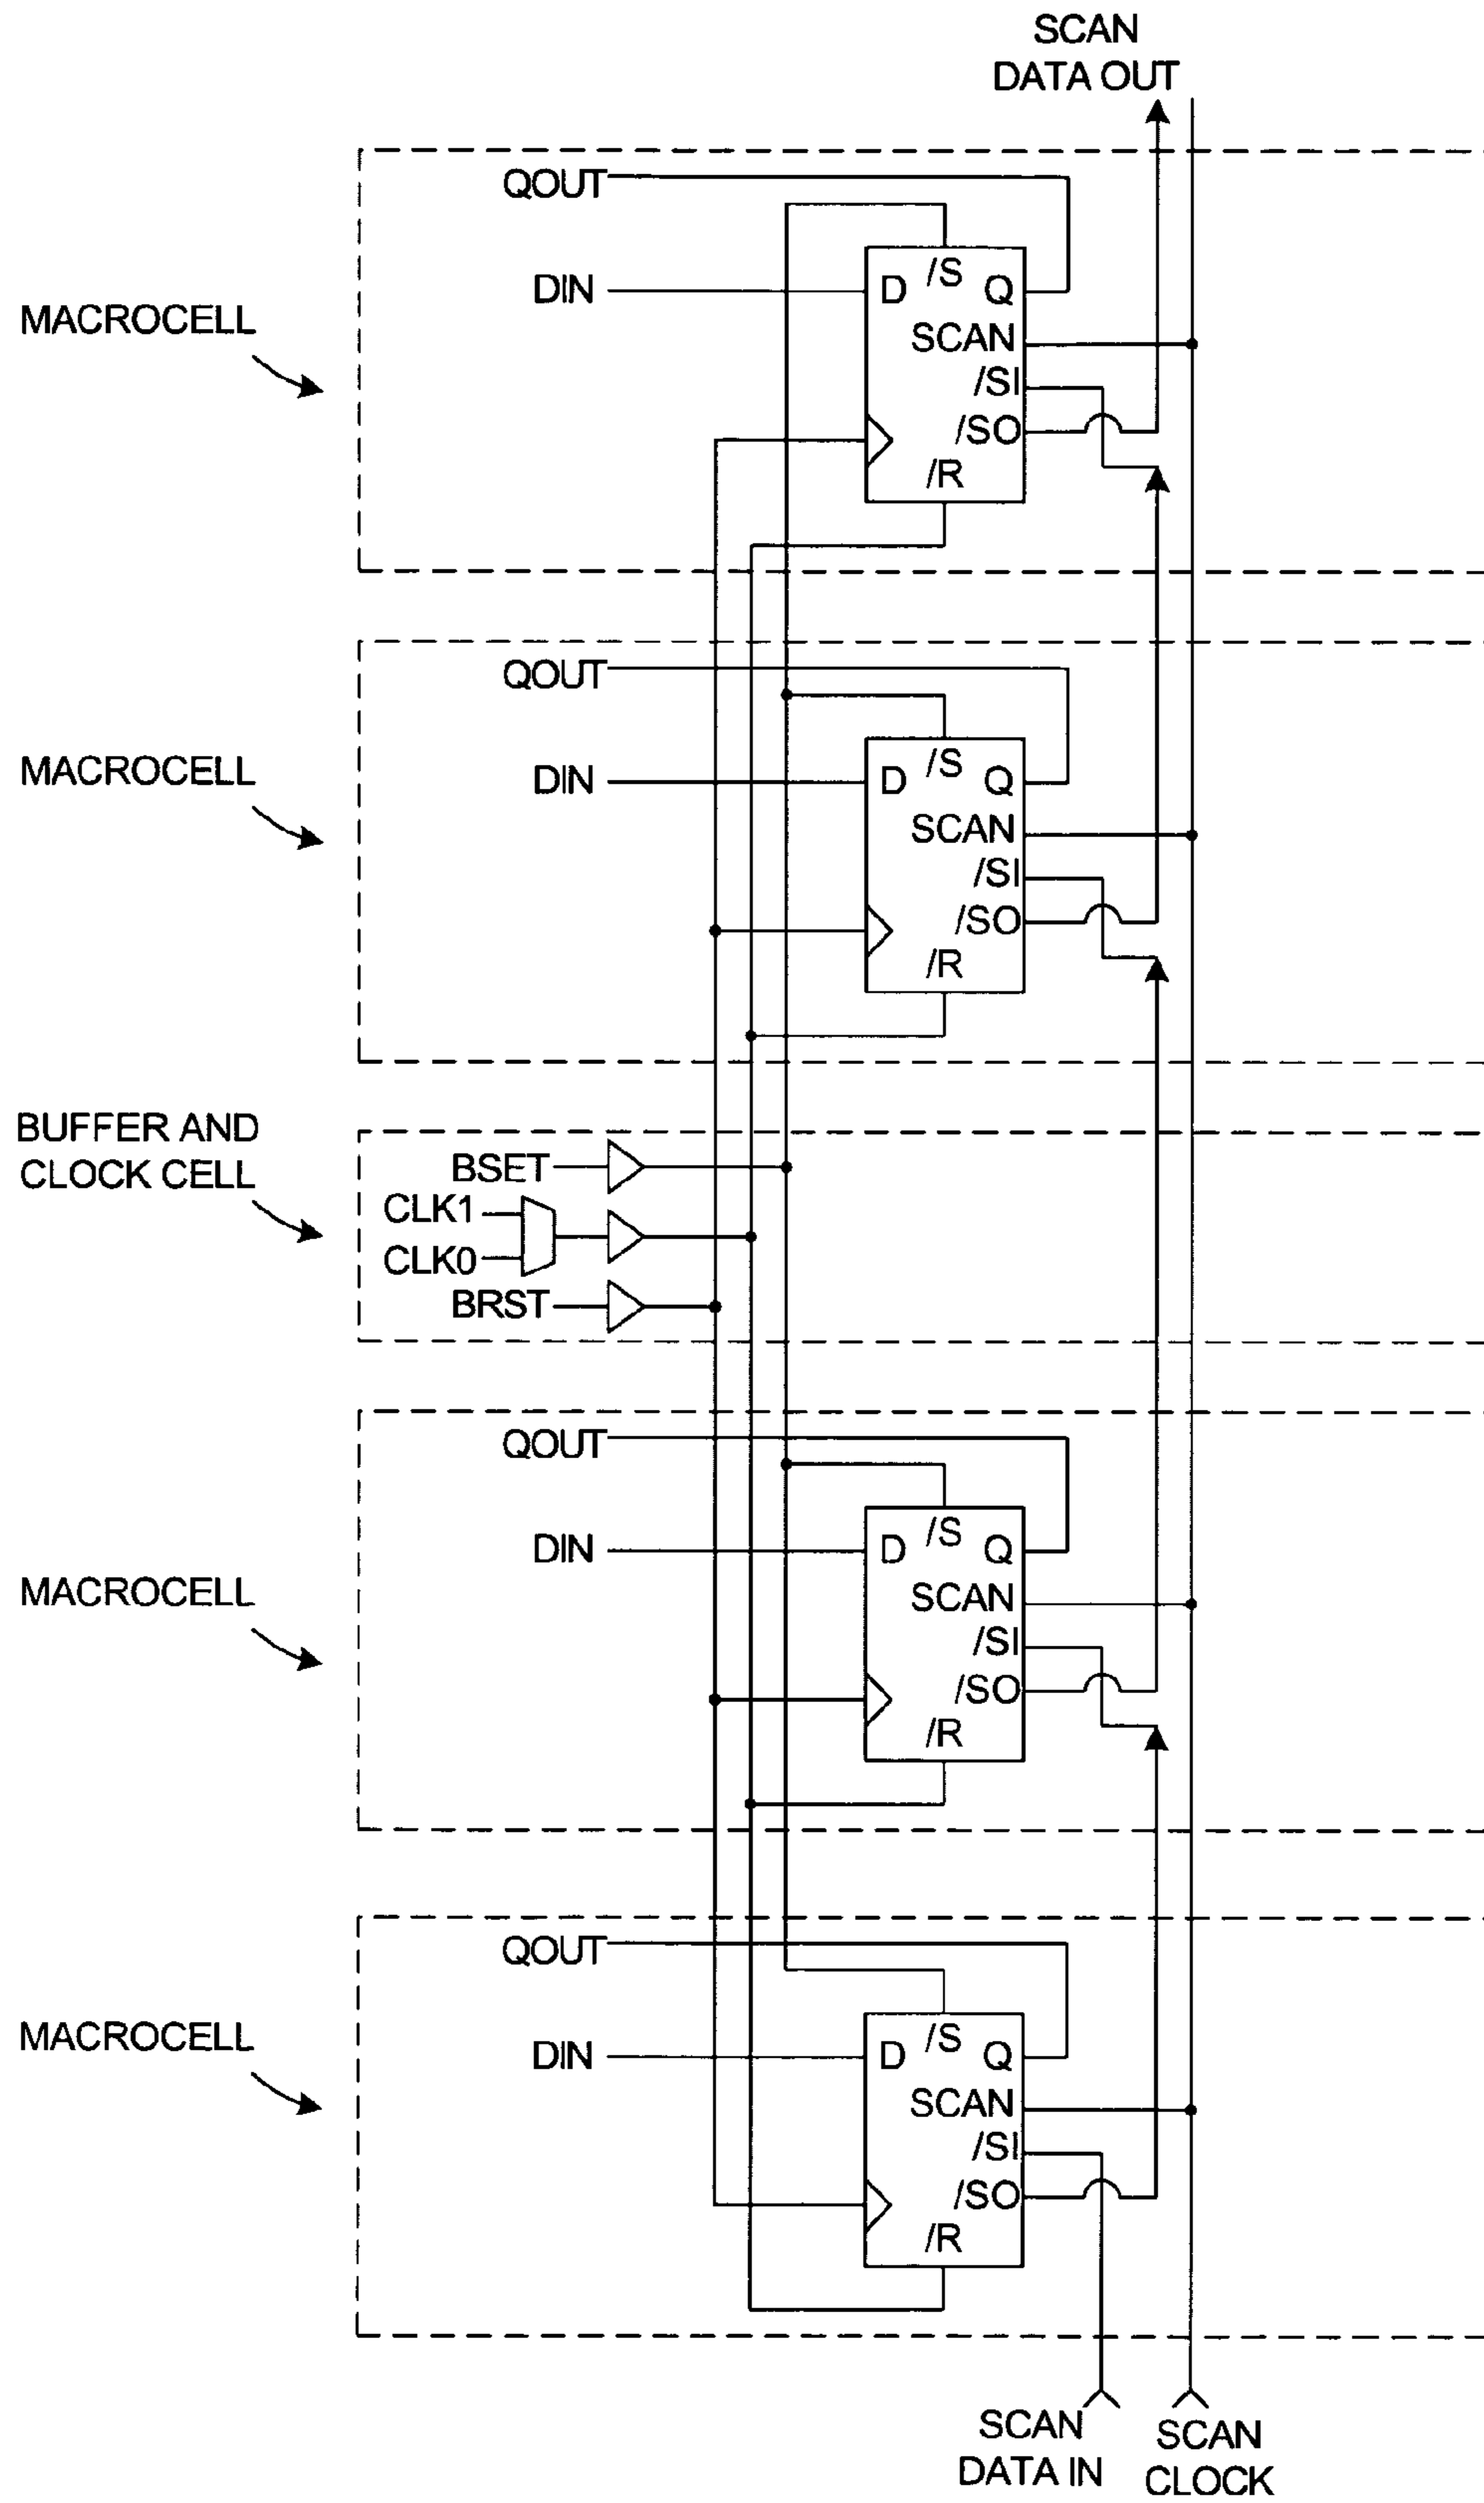 SCAN
DATA OUT
QOUT
DIN
MACROCELL
/S
D
Q
SCAN
/SI
/SO
/R
QOUT
DIN
MACROCELL
/S
D
Q
SCAN
/SI
/SO
/R
BUFFER AND
CLOCK CELL
BSET
CLK1
CLK0
BRST
QOUT
DIN
MACROCELL
/S
D
Q
SCAN
/SI
/SO
/R
QOUT
DIN
MACROCELL
/S
D
Q
SCAN
/SI
/SO
/R
SCAN
DATA IN
SCAN
CLOCK